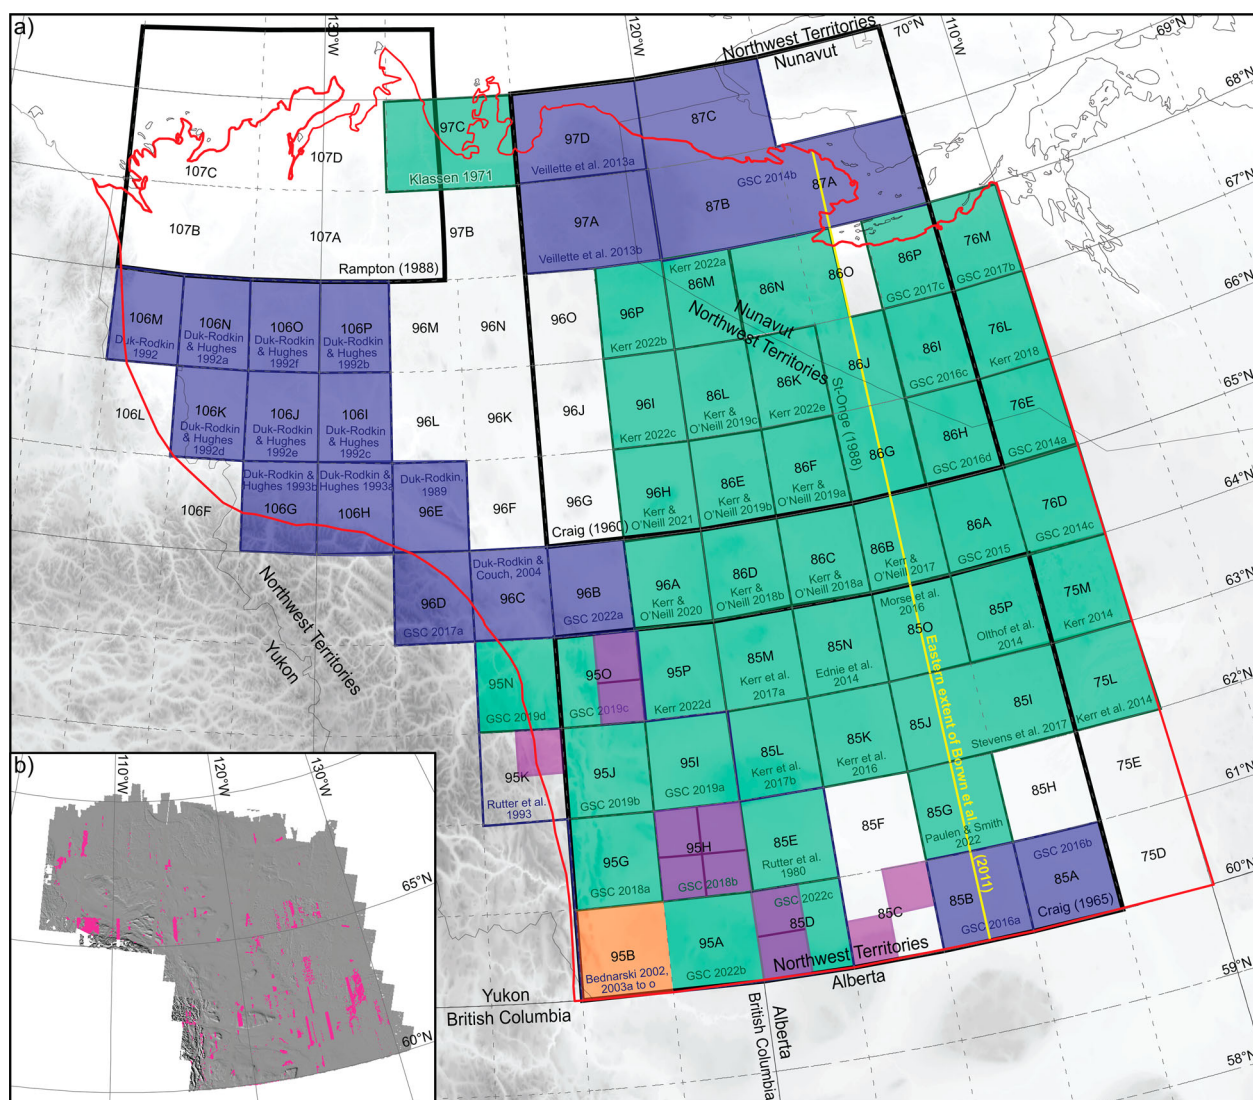 a)
130°W
120°W
Northwest Territories
Nunavut
70°N
110°W
69°N
68°N
97C
Klassen 1971
107D
107C
107B
107A
97B
Rampton (1988)
97D
Veillette et al. 2013a
87C
GSC 2014b
87A
87B
97A
Veillette et al. 2013b
67°N
106M
Duk-Rodkin
1992
106N
Duk-Rodkin
& Hughes
1992a
106O
Duk-Rodkin
& Hughes
1992f
106P
Duk-Rodkin
& Hughes
1992b
96M
96N
96O
96P
Kerr 2022b
Kerr 2022a
86M
86N
86O
86P
GSC 2017c
76M
GSC 2017b
66°N
Nunavut
Northwest Territories
106L
106K
Duk-Rodkin
& Hughes
1992d
106J
Duk-Rodkin
& Hughes
1992e
106I
Duk-Rodkin
& Hughes
1992c
96L
96K
96J
96I
Kerr 2022c
86L
Kerr &
O'Neill 2019c
86K
Kerr 2022e
86J
St-Onge (1988)
86I
GSC 2016c
76L
Kerr 2018
65°N
106F
Duk-Rodkin &
Hughes 1993b
106G
Duk-Rodkin &
Hughes 1993a
106H
Duk-Rodkin,
1989
96E
96F
96G
Craig (1960)
96H
Kerr &
O'Neill 2021
86E
Kerr &
O'Neill 2019b
86F
Kerr &
O'Neill 2019a
86G
86H
GSC 2016d
76E
GSC 2014a
64°N
Northwest Territories
Yukon
96D
GSC 2017a
Duk-Rodkin &
Couch, 2004
96C
96B
GSC 2022a
96A
Kerr &
O'Neill 2020
86D
Kerr &
O'Neill 2018b
86C
Kerr &
O'Neill 2018a
86B
Kerr &
O'Neill 2017
86A
GSC 2015
76D
GSC 2014c
63°N
95N
GSC 2019d
95O
GSC 2019c
95P
Kerr 2022d
85M
Kerr et al.
2017a
85N
Ednie et al.
2014
Morse et al.
2016
85O
85P
Olthof et al.
2014
75M
Kerr 2014
62°N
Eastern extent of Borwn et al.
(2011)
95K
Rutter et al.
1993
95J
GSC 2019b
95I
GSC 2019a
85L
Kerr et al.
2017b
85K
Kerr et al.
2016
85J
85I
Stevens et al. 2017
75L
Kerr et al. 2014
61°N
95G
GSC 2018a
95H
GSC 2018b
85E
Rutter et al.
1980
85F
85G
Paulen & Smith
2022
85H
75E
60°N
95B
Bednarski 2002,
2003a to o
95A
GSC 2022b
GSC 2022c
85D
85C
85B
GSC 2016a
GSC 2016b
85A
Craig (1965)
75D
59°N
Northwest Territories
Alberta
Yukon
British Columbia
Alberta
British Columbia
58°N
b)
110°W
120°W
130°W
65°N
60°N